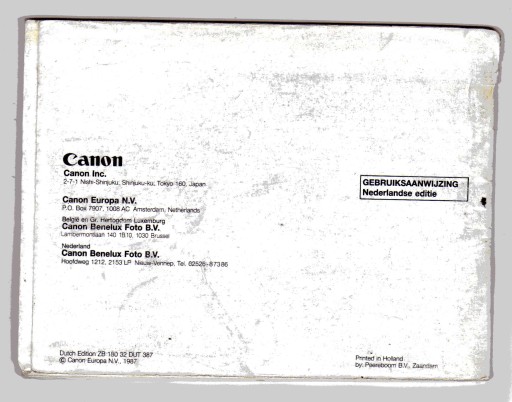 Canon
Canon Inc.
2-7-1 Nishi-Shinjuku, Shinjuku-ku, Tokyo 160, Japan
Canon Europa N.V.
P.O. Box 7907, 1008 AC Amsterdam, Netherlands
België en Gr. Hertogdom Luxemburg
Canon Benelux Foto B.V.
Lambermontlaan 140 1B10, 1030 Brussel
Nederland
Canon Benelux Foto B.V.
Hoofdweg 1212, 2153 LP Nieuw-Vennep, Tel. 02526-87386
GEBRUIKSAANWIJZING
Nederlandse editie
Dutch Edition ZB 180 32 DUT 387
© Canon Europa N.V., 1987
Printed in Holland
by: Peereboom B.V., Zaandam